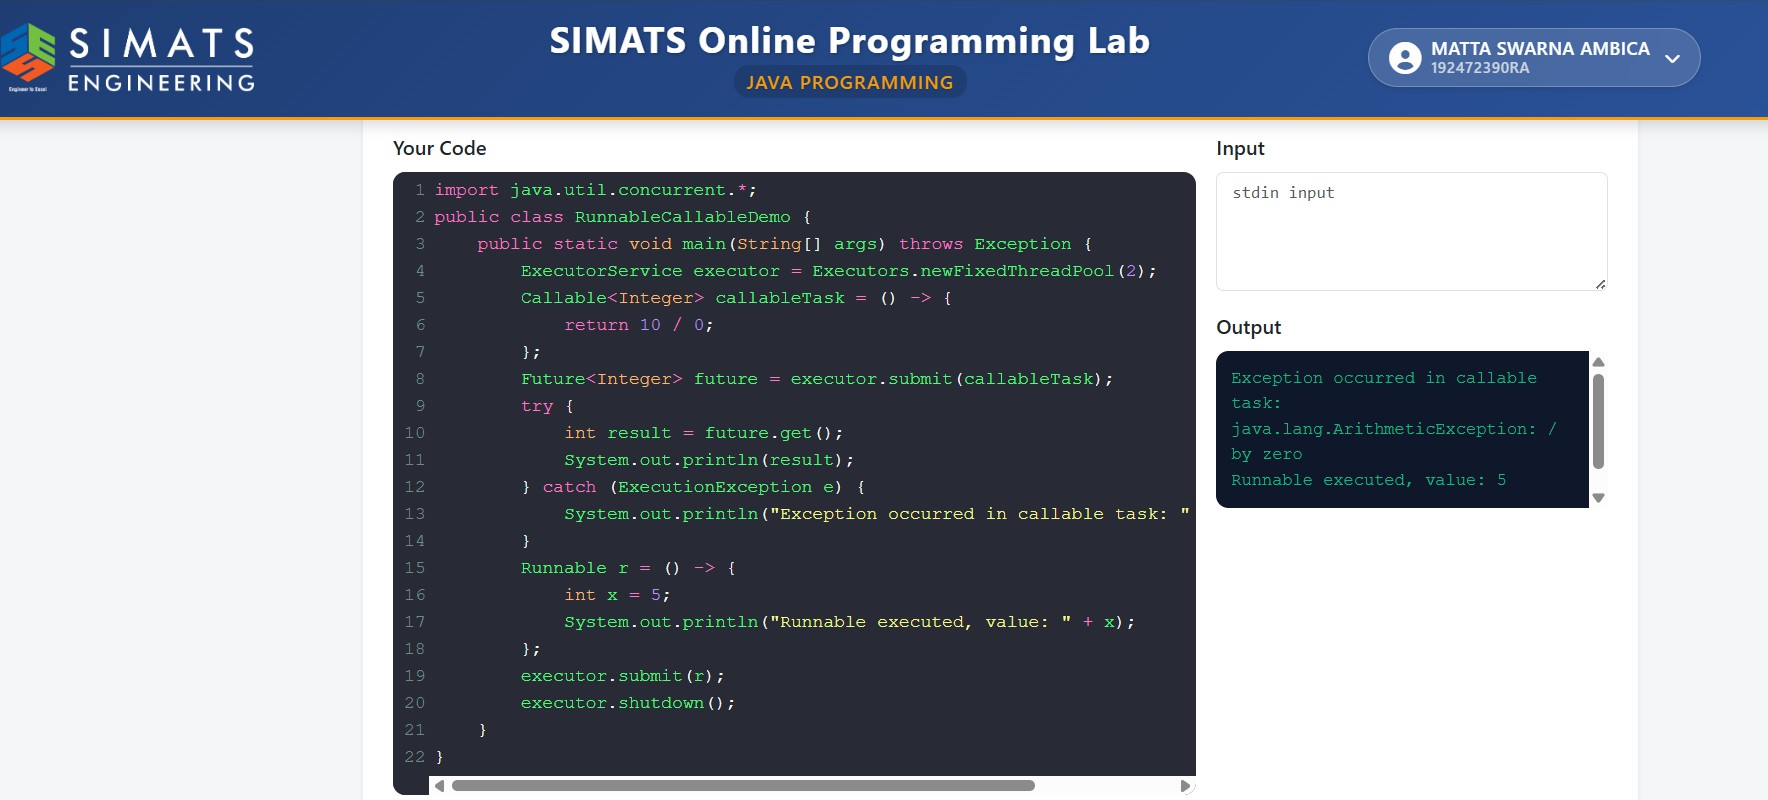 SIMATS
ENGINEERING
Engineer to Excel
SIMATS Online Programming Lab
JAVA PROGRAMMING
MATTA SWARNA AMBICA
192472390RA
Your Code
1 import java.util.concurrent.*;
2 public class RunnableCallableDemo {
3     public static void main(String[] args) throws Exception {
4         ExecutorService executor = Executors.newFixedThreadPool(2);
5         Callable<Integer> callableTask = () -> {
6             return 10 / 0;
7         };
8         Future<Integer> future = executor.submit(callableTask);
9         try {
10             int result = future.get();
11             System.out.println(result);
12         } catch (ExecutionException e) {
13             System.out.println("Exception occurred in callable task: "
14         }
15         Runnable r = () -> {
16             int x = 5;
17             System.out.println("Runnable executed, value: " + x);
18         };
19         executor.submit(r);
20         executor.shutdown();
21     }
22 }
Input
stdin input
Output
Exception occurred in callable
task:
java.lang.ArithmeticException: /
by zero
Runnable executed, value: 5